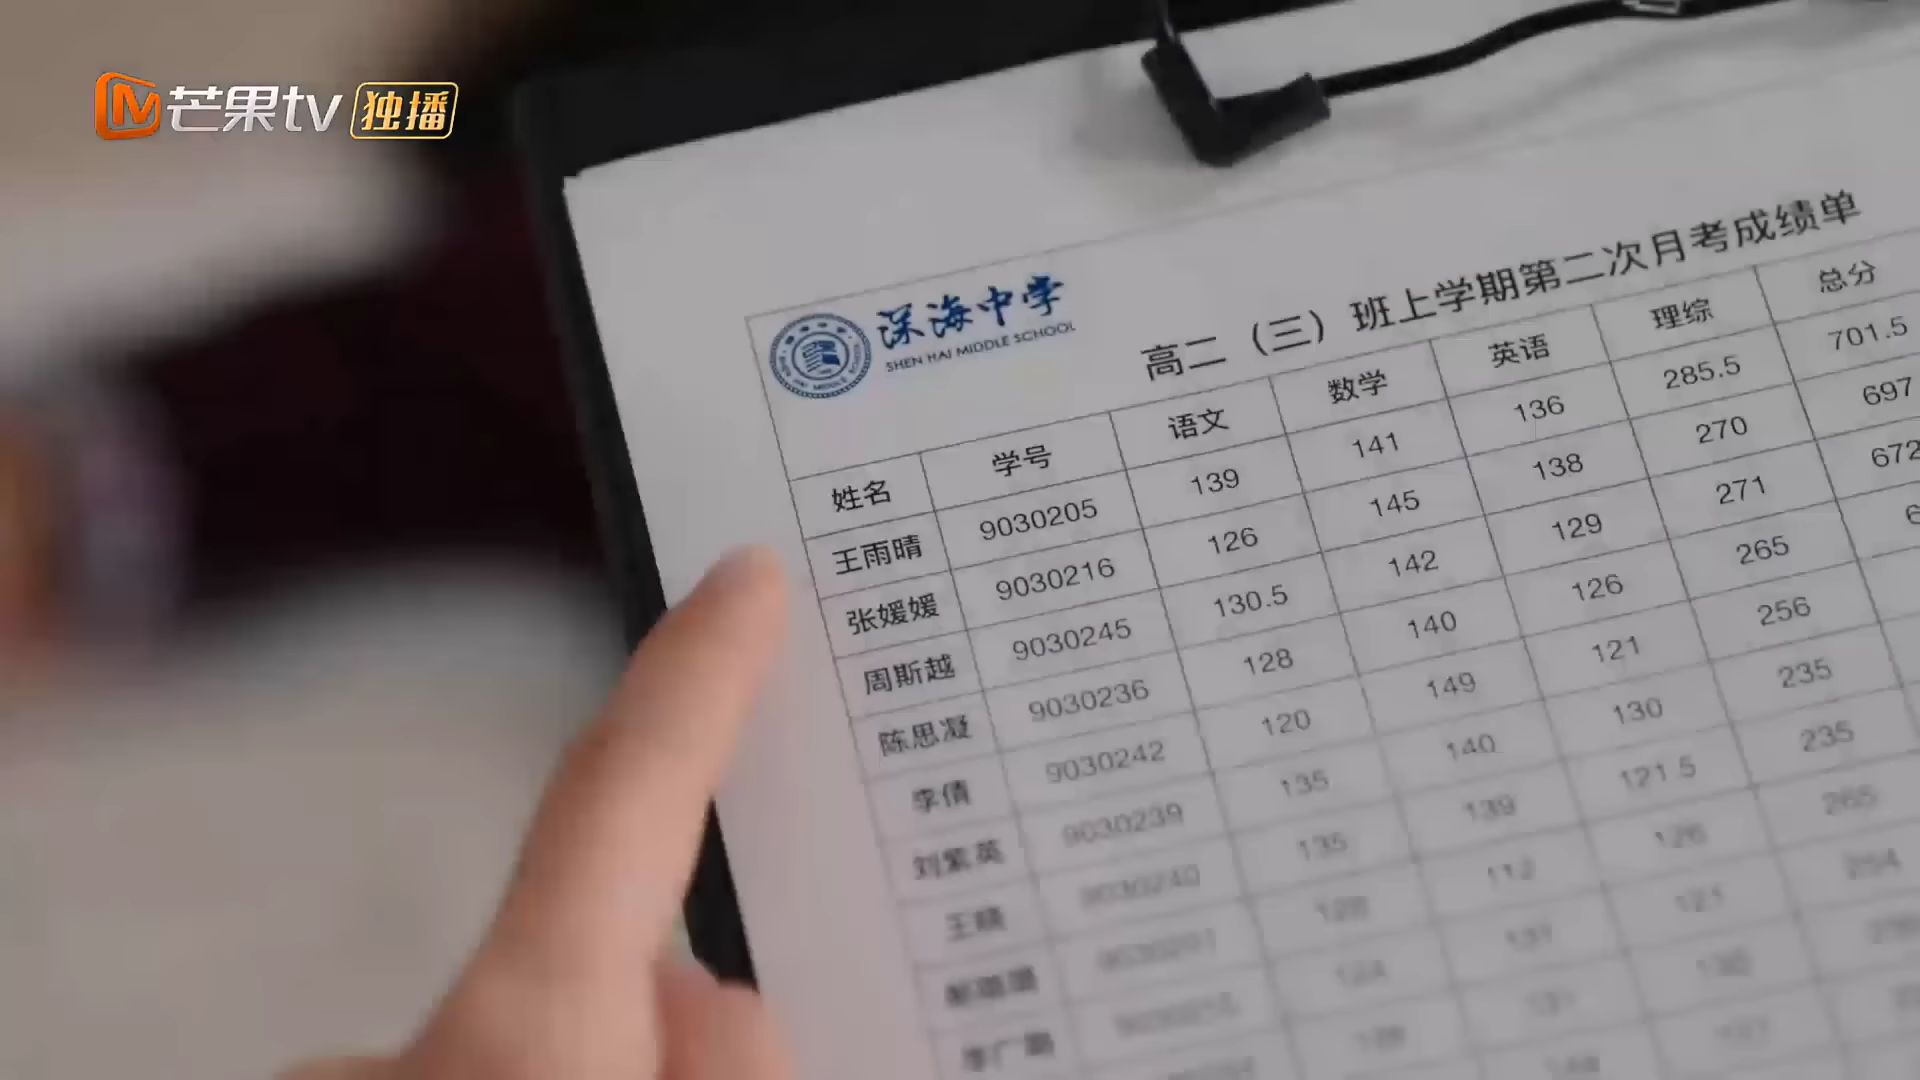 芒果tv 独播
深海中学
SHEN HAI MIDDLE SCHOOL
高二（三）班上学期第二次月考成绩单
姓名 学号 语文 数学 英语 理综 总分
王雨晴 9030205 139 141 136 285.5 701.5
张媛媛 9030216 126 145 138 270 697
周斯越 9030245 130.5 142 129 271 672
陈思凝 9030236 128 140 126 265
李倩 9030242 120 149 121 256
刘紫英 9030239 135 140 130 235
9030240 135 139 121.5 235
112 126 265